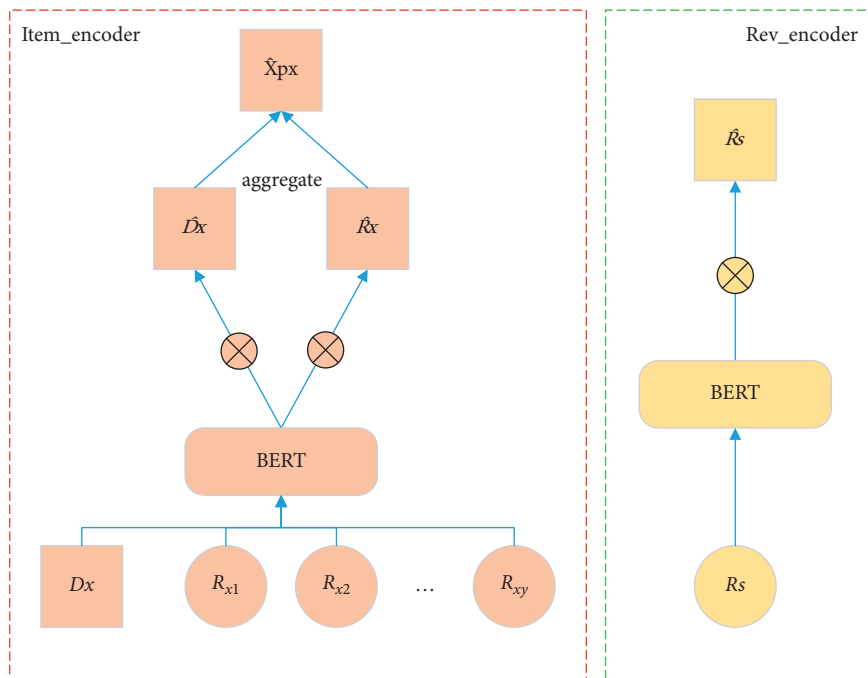 Item_encoder
Rev_encoder
X̂px
R̂s
aggregate
D̂x
R̂x
BERT
BERT
Dx
Rx1
Rx2
...
Rxy
Rs